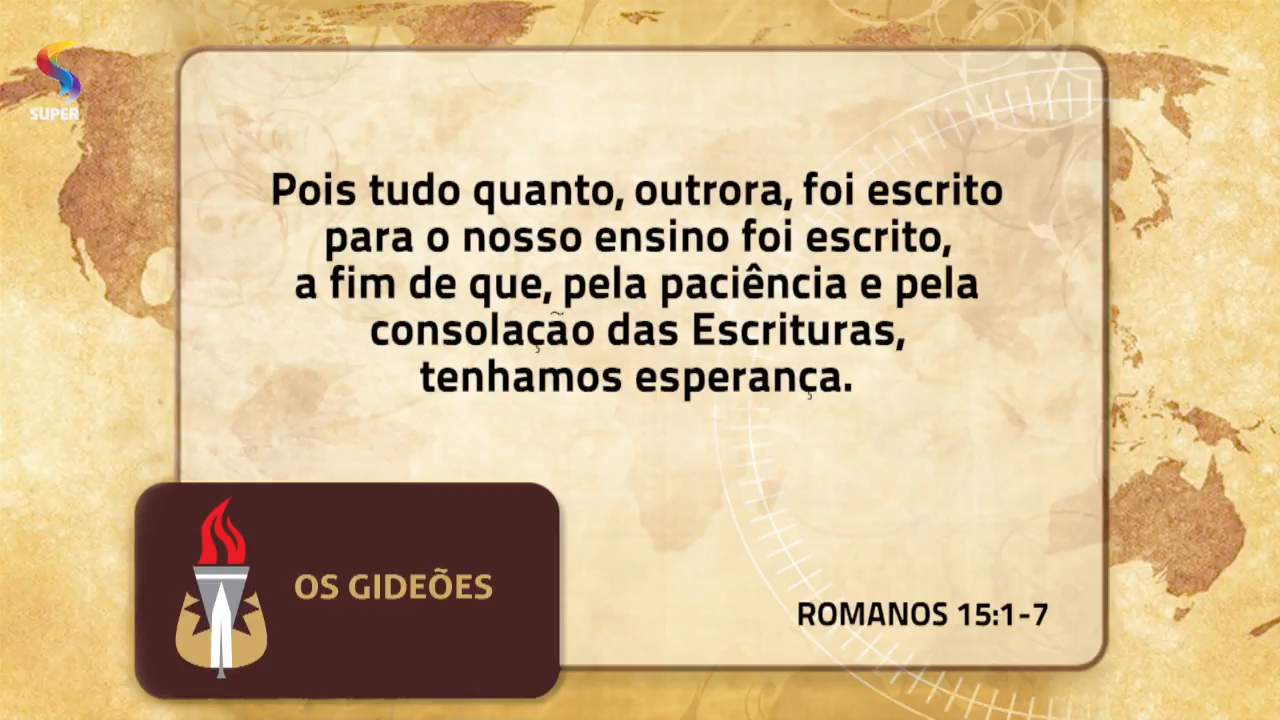 SUPER
Pois tudo quanto, outrora, foi escrito
para o nosso ensino foi escrito,
a fim de que, pela paciência e pela
consolação das Escrituras,
tenhamos esperança.
OS GIDEÕES
ROMANOS 15:1-7